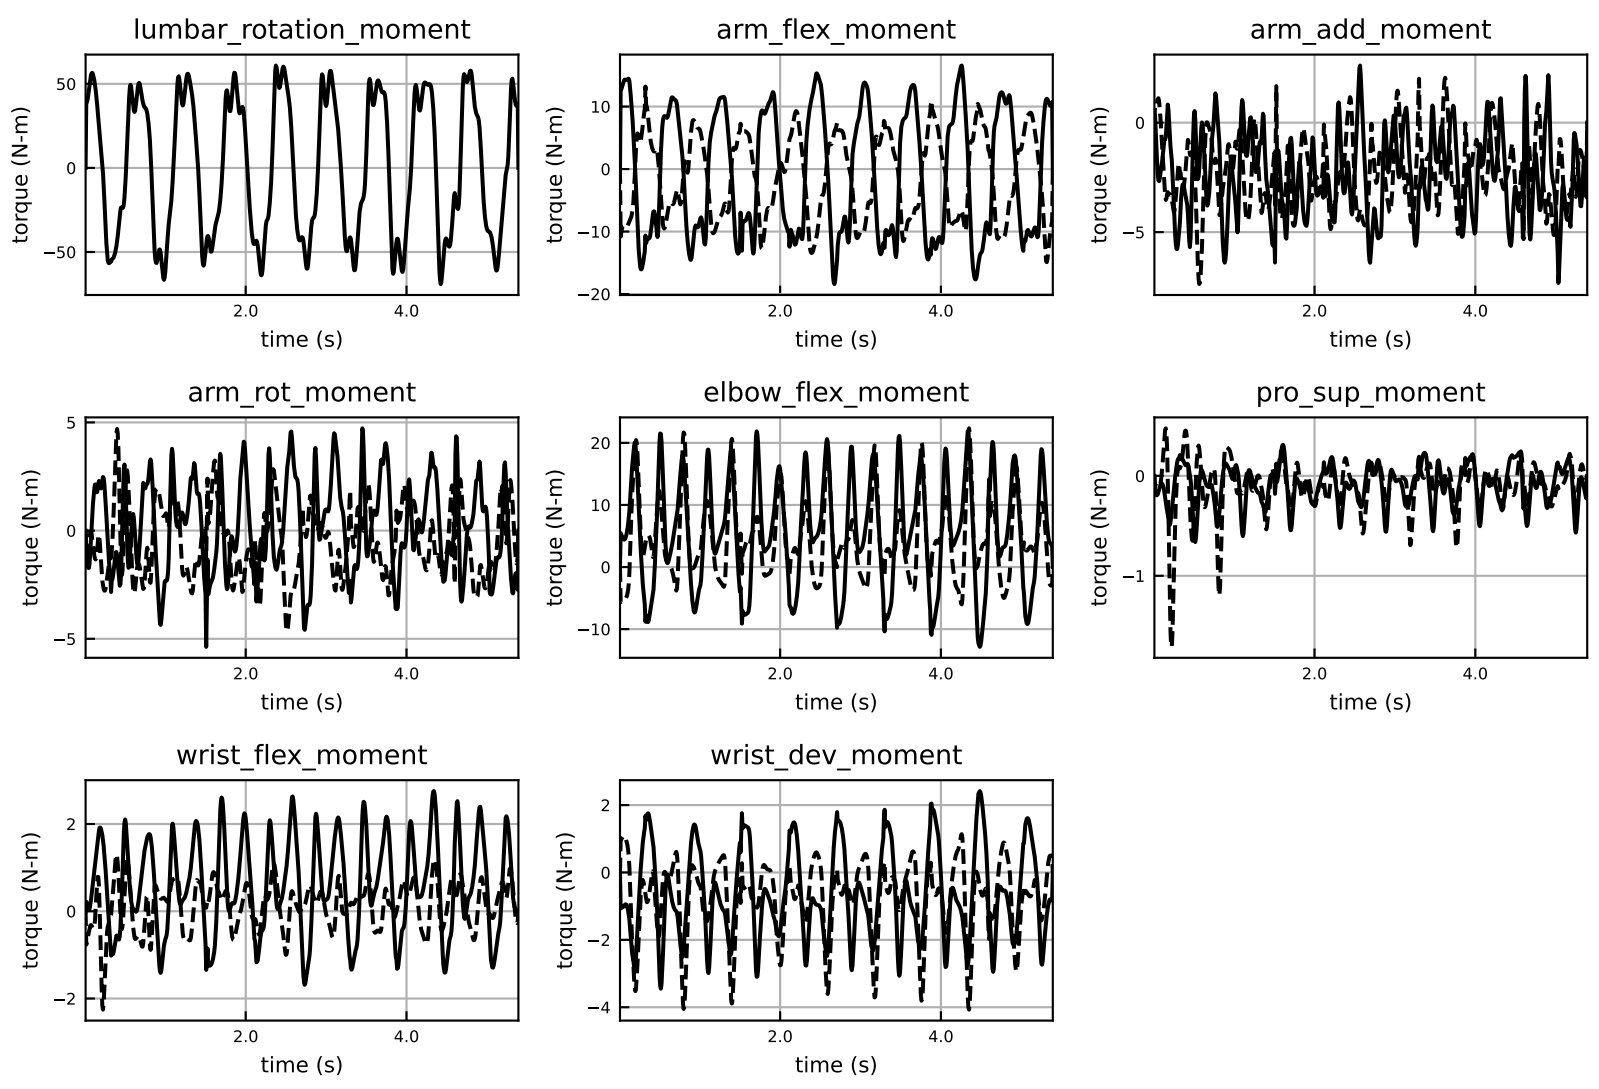 lumbar_rotation_moment
torque (N-m)
50
0
−50
2.0
4.0
time (s)
arm_flex_moment
torque (N-m)
10
0
−10
−20
2.0
4.0
time (s)
arm_add_moment
torque (N-m)
0
−5
2.0
4.0
time (s)
arm_rot_moment
torque (N-m)
5
0
−5
2.0
4.0
time (s)
elbow_flex_moment
torque (N-m)
20
10
0
−10
2.0
4.0
time (s)
pro_sup_moment
torque (N-m)
0
−1
2.0
4.0
time (s)
wrist_flex_moment
torque (N-m)
2
0
−2
2.0
4.0
time (s)
wrist_dev_moment
torque (N-m)
2
0
−2
−4
2.0
4.0
time (s)